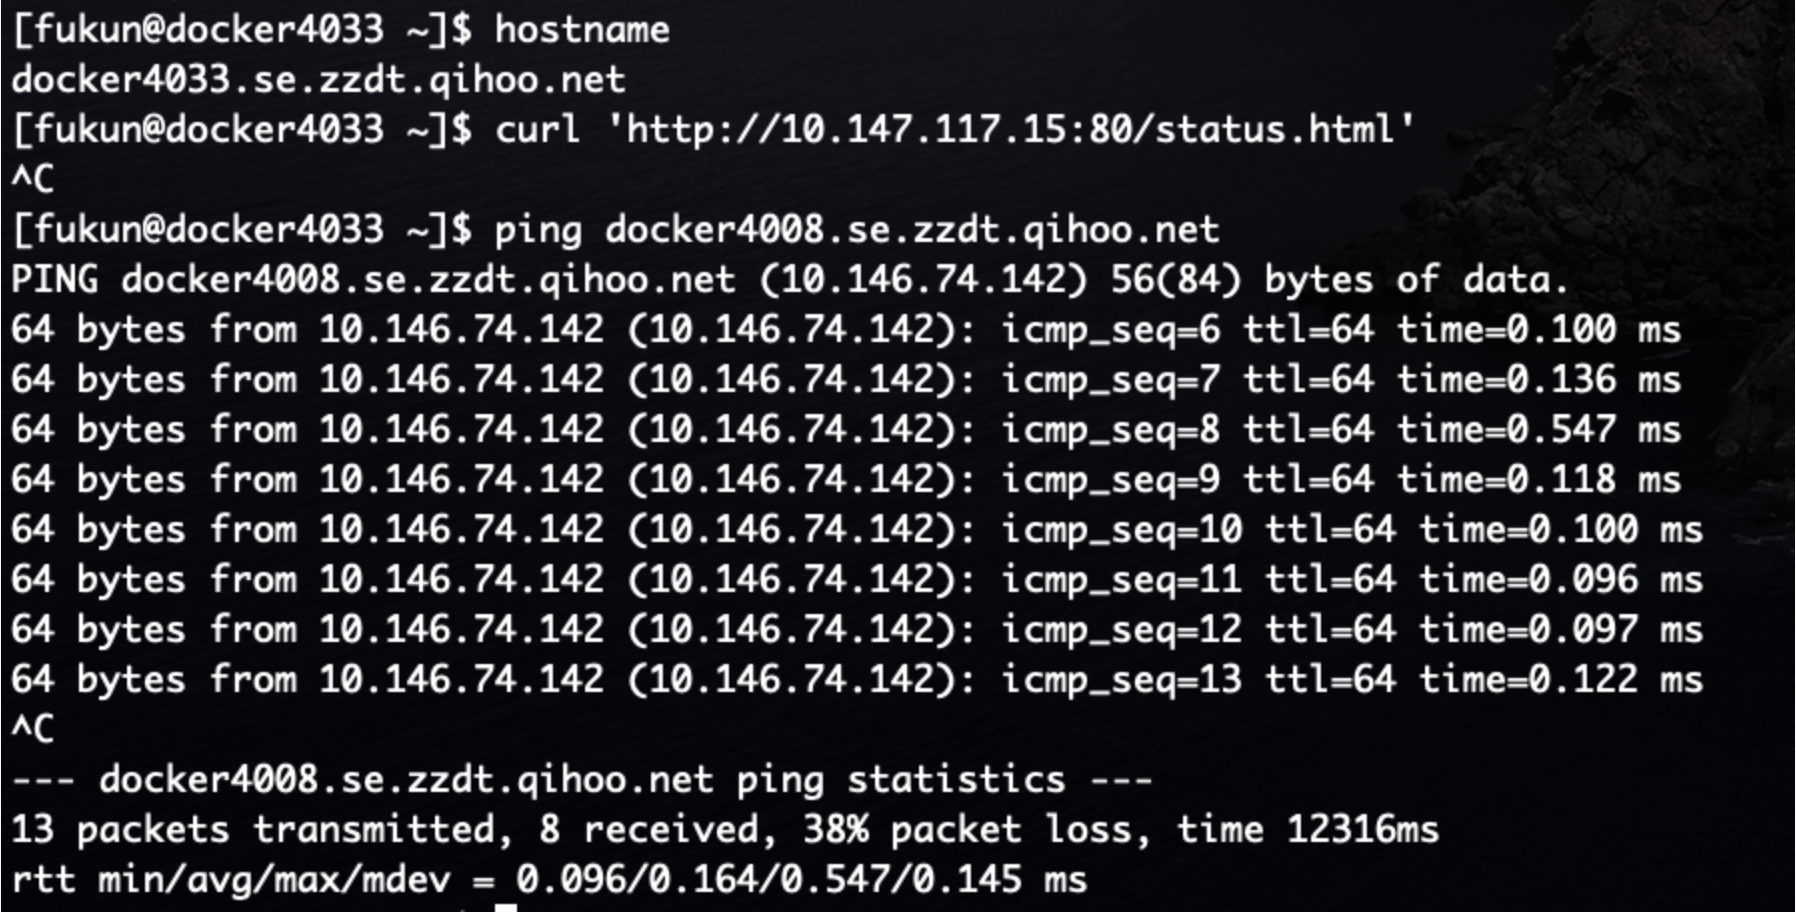 [fukun@docker4033 ~]$ hostname
docker4033.se.zzdt.qihoo.net
[fukun@docker4033 ~]$ curl 'http://10.147.117.15:80/status.html'
^C
[fukun@docker4033 ~]$ ping docker4008.se.zzdt.qihoo.net
PING docker4008.se.zzdt.qihoo.net (10.146.74.142) 56(84) bytes of data.
64 bytes from 10.146.74.142 (10.146.74.142): icmp_seq=6 ttl=64 time=0.100 ms
64 bytes from 10.146.74.142 (10.146.74.142): icmp_seq=7 ttl=64 time=0.136 ms
64 bytes from 10.146.74.142 (10.146.74.142): icmp_seq=8 ttl=64 time=0.547 ms
64 bytes from 10.146.74.142 (10.146.74.142): icmp_seq=9 ttl=64 time=0.118 ms
64 bytes from 10.146.74.142 (10.146.74.142): icmp_seq=10 ttl=64 time=0.100 ms
64 bytes from 10.146.74.142 (10.146.74.142): icmp_seq=11 ttl=64 time=0.096 ms
64 bytes from 10.146.74.142 (10.146.74.142): icmp_seq=12 ttl=64 time=0.097 ms
64 bytes from 10.146.74.142 (10.146.74.142): icmp_seq=13 ttl=64 time=0.122 ms
^C
--- docker4008.se.zzdt.qihoo.net ping statistics ---
13 packets transmitted, 8 received, 38% packet loss, time 12316ms
rtt min/avg/max/mdev = 0.096/0.164/0.547/0.145 ms